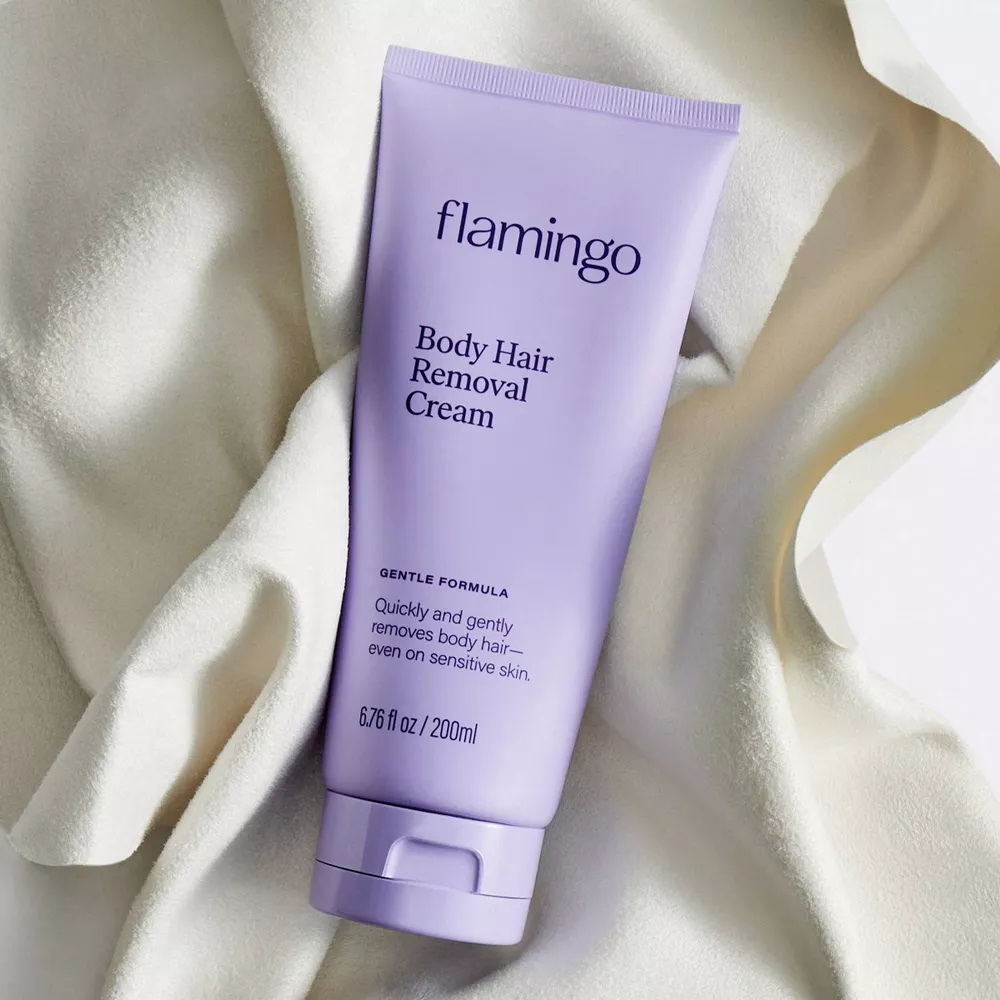 flamingo
Body Hair
Removal
Cream
GENTLE FORMULA
Quickly and gently
removes body hair—
even on sensitive skin.
6.76 fl oz / 200ml